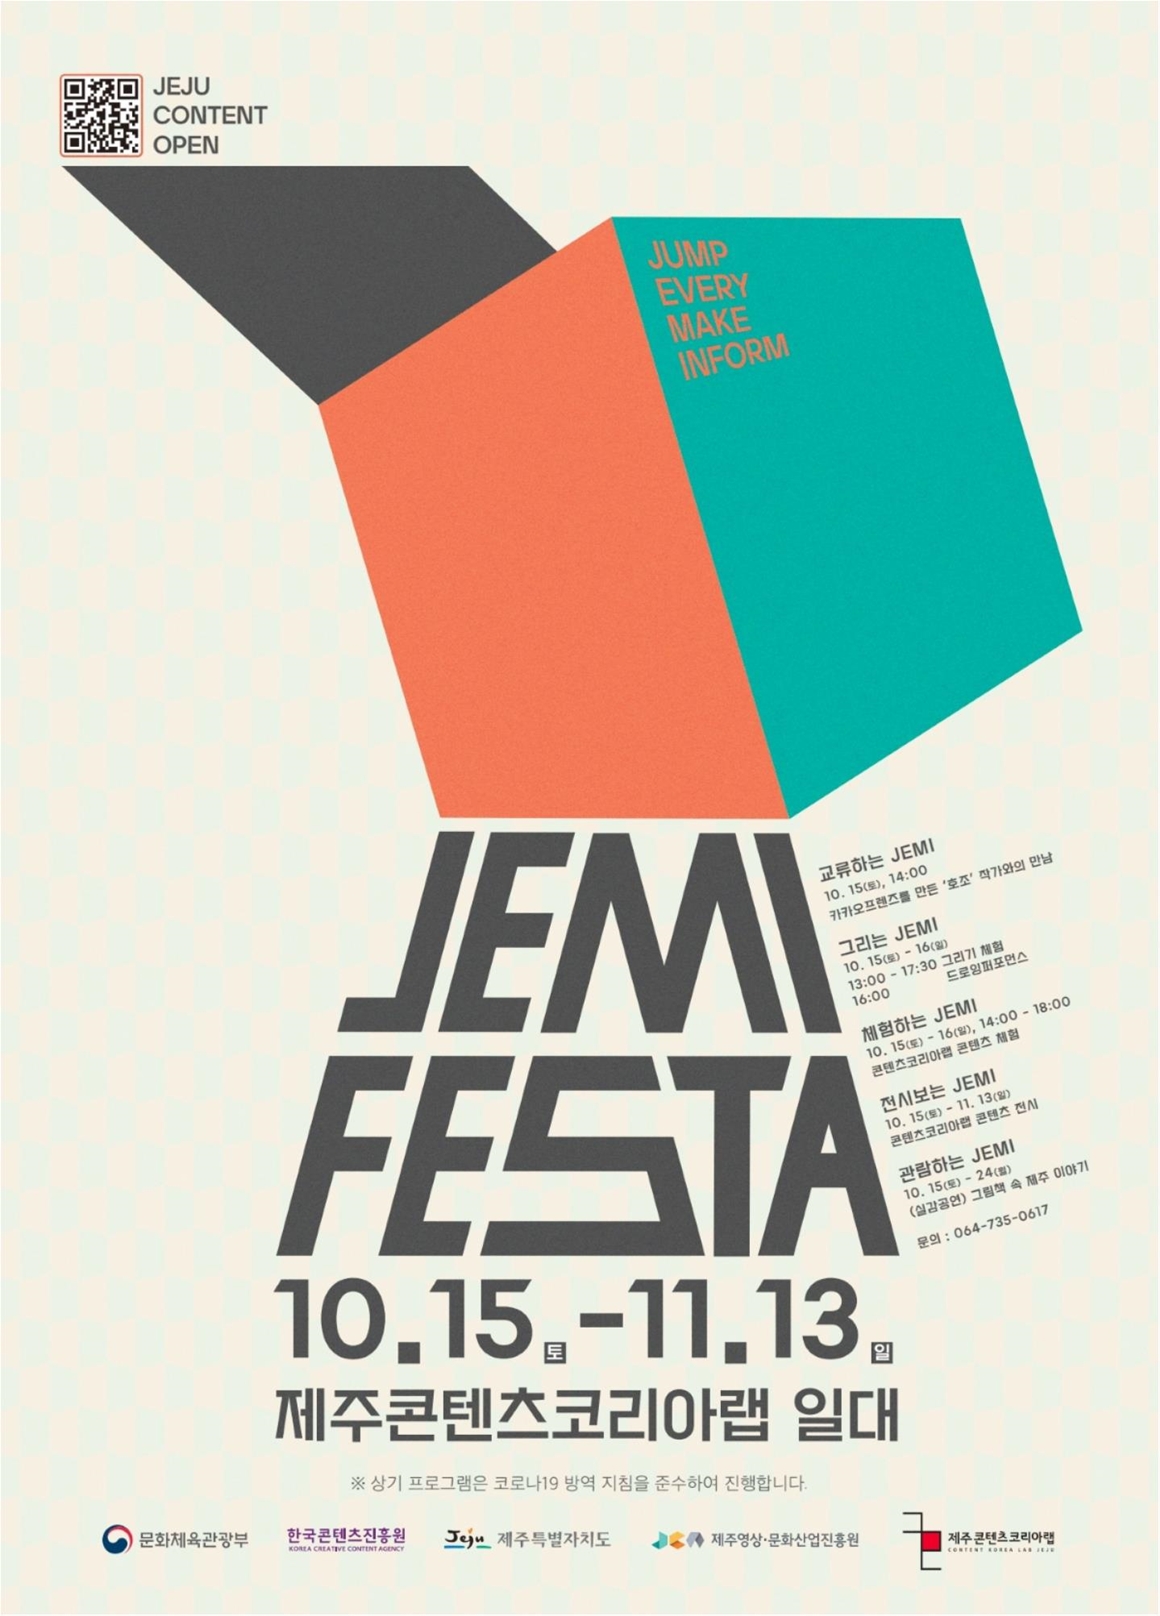 JEJU
CONTENT
OPEN
JUMP
EVERY
MAKE
INFORM
JEMI
FESTA
교류하는 JEMI
10. 15(토), 14:00
카카오프렌즈를 만든 '호조' 작가와의 만남
그리는 JEMI
10. 15(토) - 16(일)
13:00 - 17:30 그리기 체험
16:00 드로잉퍼포먼스
체험하는 JEMI
10. 15(토) - 16(일), 14:00 - 18:00
콘텐츠코리아랩 콘텐츠 체험
전시보는 JEMI
10. 15(토) - 11. 13(일)
콘텐츠코리아랩 콘텐츠 전시
관람하는 JEMI
10. 15(토) - 24(월)
(실감공연) 그림책 속 제주 이야기
문의 : 064-735-0617
10.15토-11.13일
제주콘텐츠코리아랩 일대
※ 상기 프로그램은 코로나19 방역 지침을 준수하여 진행합니다.
문화체육관광부
한국콘텐츠진흥원
KOREA CREATIVE CONTENT AGENCY
Jeju 제주특별자치도
제주영상·문화산업진흥원
제주콘텐츠코리아랩
CONTENT KOREA LAB JEJU